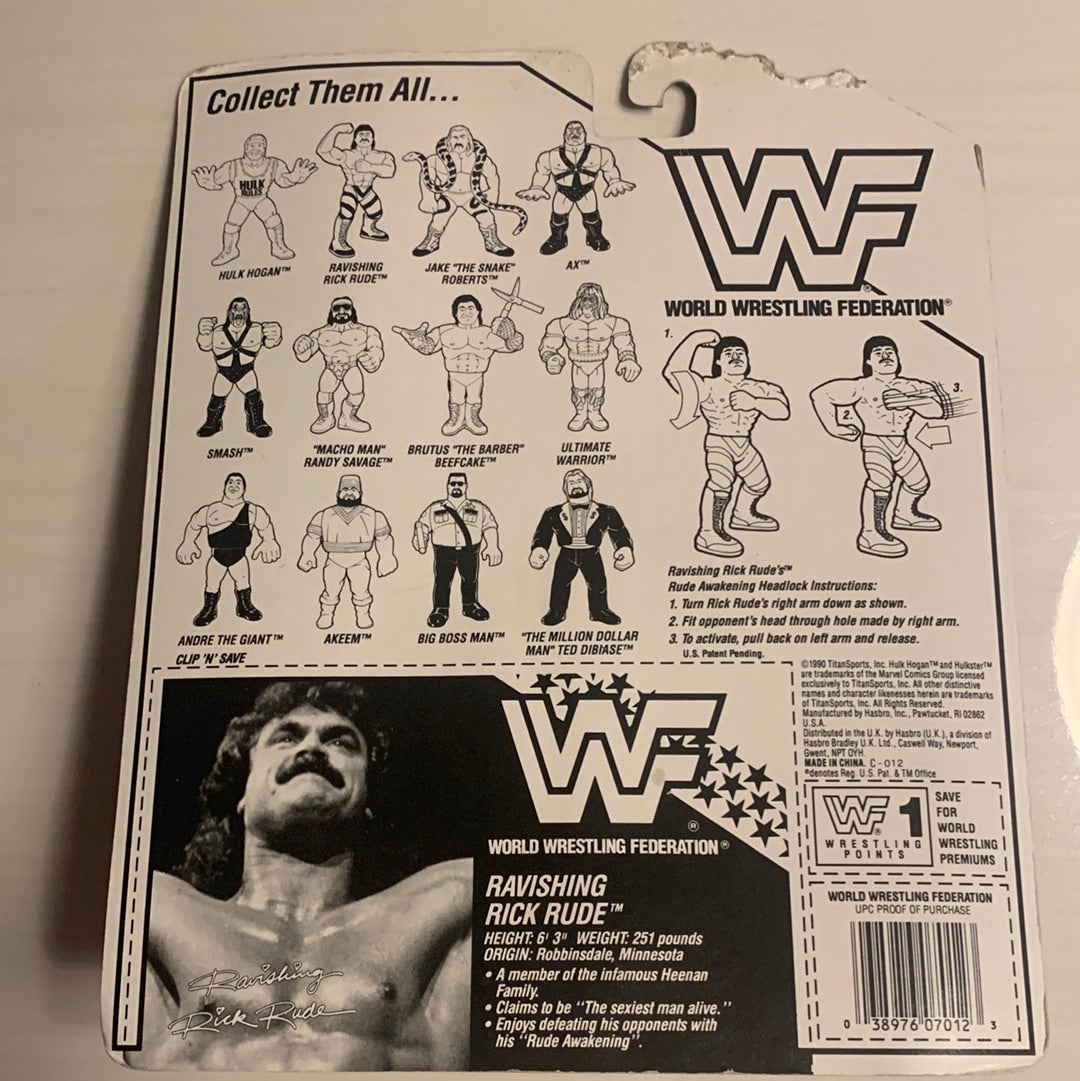 Collect Them All...
HULK
RULES
HULK HOGAN™
RAVISHING
RICK RUDE™
JAKE "THE SNAKE"
ROBERTS™
AX™
SMASH™
"MACHO MAN"
RANDY SAVAGE™
BRUTUS "THE BARBER"
BEEFCAKE™
ULTIMATE
WARRIOR™
ANDRE THE GIANT™
AKEEM™
BIG BOSS MAN™
"THE MILLION DOLLAR
MAN" TED DIBIASE™
WF
®
WORLD WRESTLING FEDERATION®
1.
2.
3.
Ravishing Rick Rude's™
Rude Awakening Headlock Instructions:
1. Turn Rick Rude's right arm down as shown.
2. Fit opponent's head through hole made by right arm.
3. To activate, pull back on left arm and release.
U.S. Patent Pending.
CLIP 'N' SAVE
WF
®
WORLD WRESTLING FEDERATION®
RAVISHING
RICK RUDE™
HEIGHT: 6' 3" WEIGHT: 251 pounds
ORIGIN: Robbinsdale, Minnesota
• A member of the infamous Heenan
Family.
• Claims to be "The sexiest man alive."
• Enjoys defeating his opponents with
his "Rude Awakening".
Ravishing
Rick Rude
©1990 TitanSports, Inc. Hulk Hogan™ and Hulkster™
are trademarks of the Marvel Comics Group licensed
exclusively to TitanSports, Inc. All other distinctive
names and character likenesses herein are trademarks
of TitanSports, Inc. All Rights Reserved.
Manufactured by Hasbro, Inc., Pawtucket, RI 02862
U.S.A.
Distributed in the U.K. by Hasbro (U.K.), a division of
Hasbro Bradley U.K. Ltd., Caswell Way, Newport,
Gwent, NPT OYH.
MADE IN CHINA. C-012
®denotes Reg. U.S. Pat. & TM Office
WF® 1
WRESTLING
POINTS
SAVE
FOR
WORLD
WRESTLING
PREMIUMS
WORLD WRESTLING FEDERATION
UPC PROOF OF PURCHASE
0 38976 07012 3